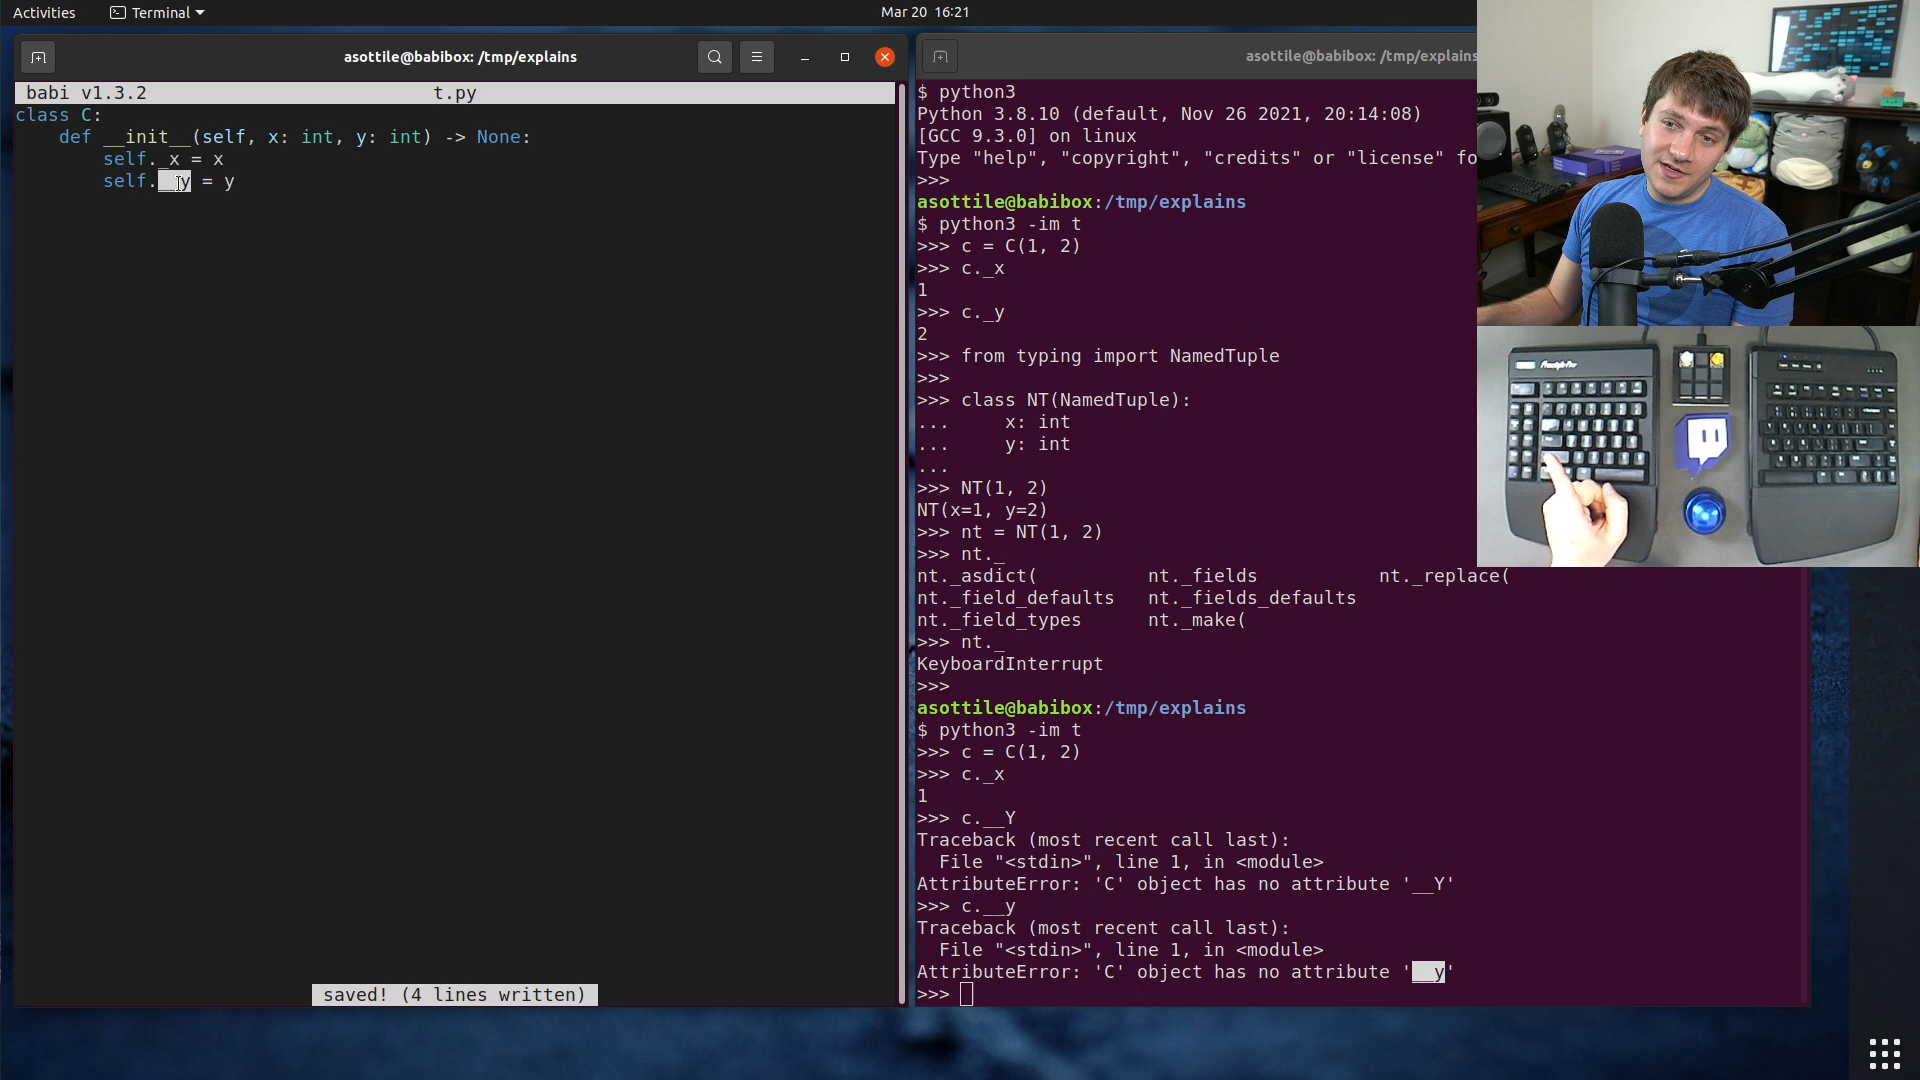 Activities
Terminal
Mar 20 16:21
asottile@babibox: /tmp/explains
babi v1.3.2 t.py
class C:
    def __init__(self, x: int, y: int) -> None:
        self._x = x
        self.__y = y
saved! (4 lines written)
asottile@babibox: /tmp/explains
$ python3
Python 3.8.10 (default, Nov 26 2021, 20:14:08)
[GCC 9.3.0] on linux
Type "help", "copyright", "credits" or "license" fo
>>>
asottile@babibox:/tmp/explains
$ python3 -im t
>>> c = C(1, 2)
>>> c._x
1
>>> c._y
2
>>> from typing import NamedTuple
>>>
>>> class NT(NamedTuple):
...     x: int
...     y: int
...
>>> NT(1, 2)
NT(x=1, y=2)
>>> nt = NT(1, 2)
>>> nt._
nt._asdict( nt._fields nt._replace(
nt._field_defaults nt._fields_defaults
nt._field_types nt._make(
>>> nt._
KeyboardInterrupt
>>>
asottile@babibox:/tmp/explains
$ python3 -im t
>>> c = C(1, 2)
>>> c._x
1
>>> c.__Y
Traceback (most recent call last):
  File "<stdin>", line 1, in <module>
AttributeError: 'C' object has no attribute '__Y'
>>> c.__y
Traceback (most recent call last):
  File "<stdin>", line 1, in <module>
AttributeError: 'C' object has no attribute '__y'
>>>